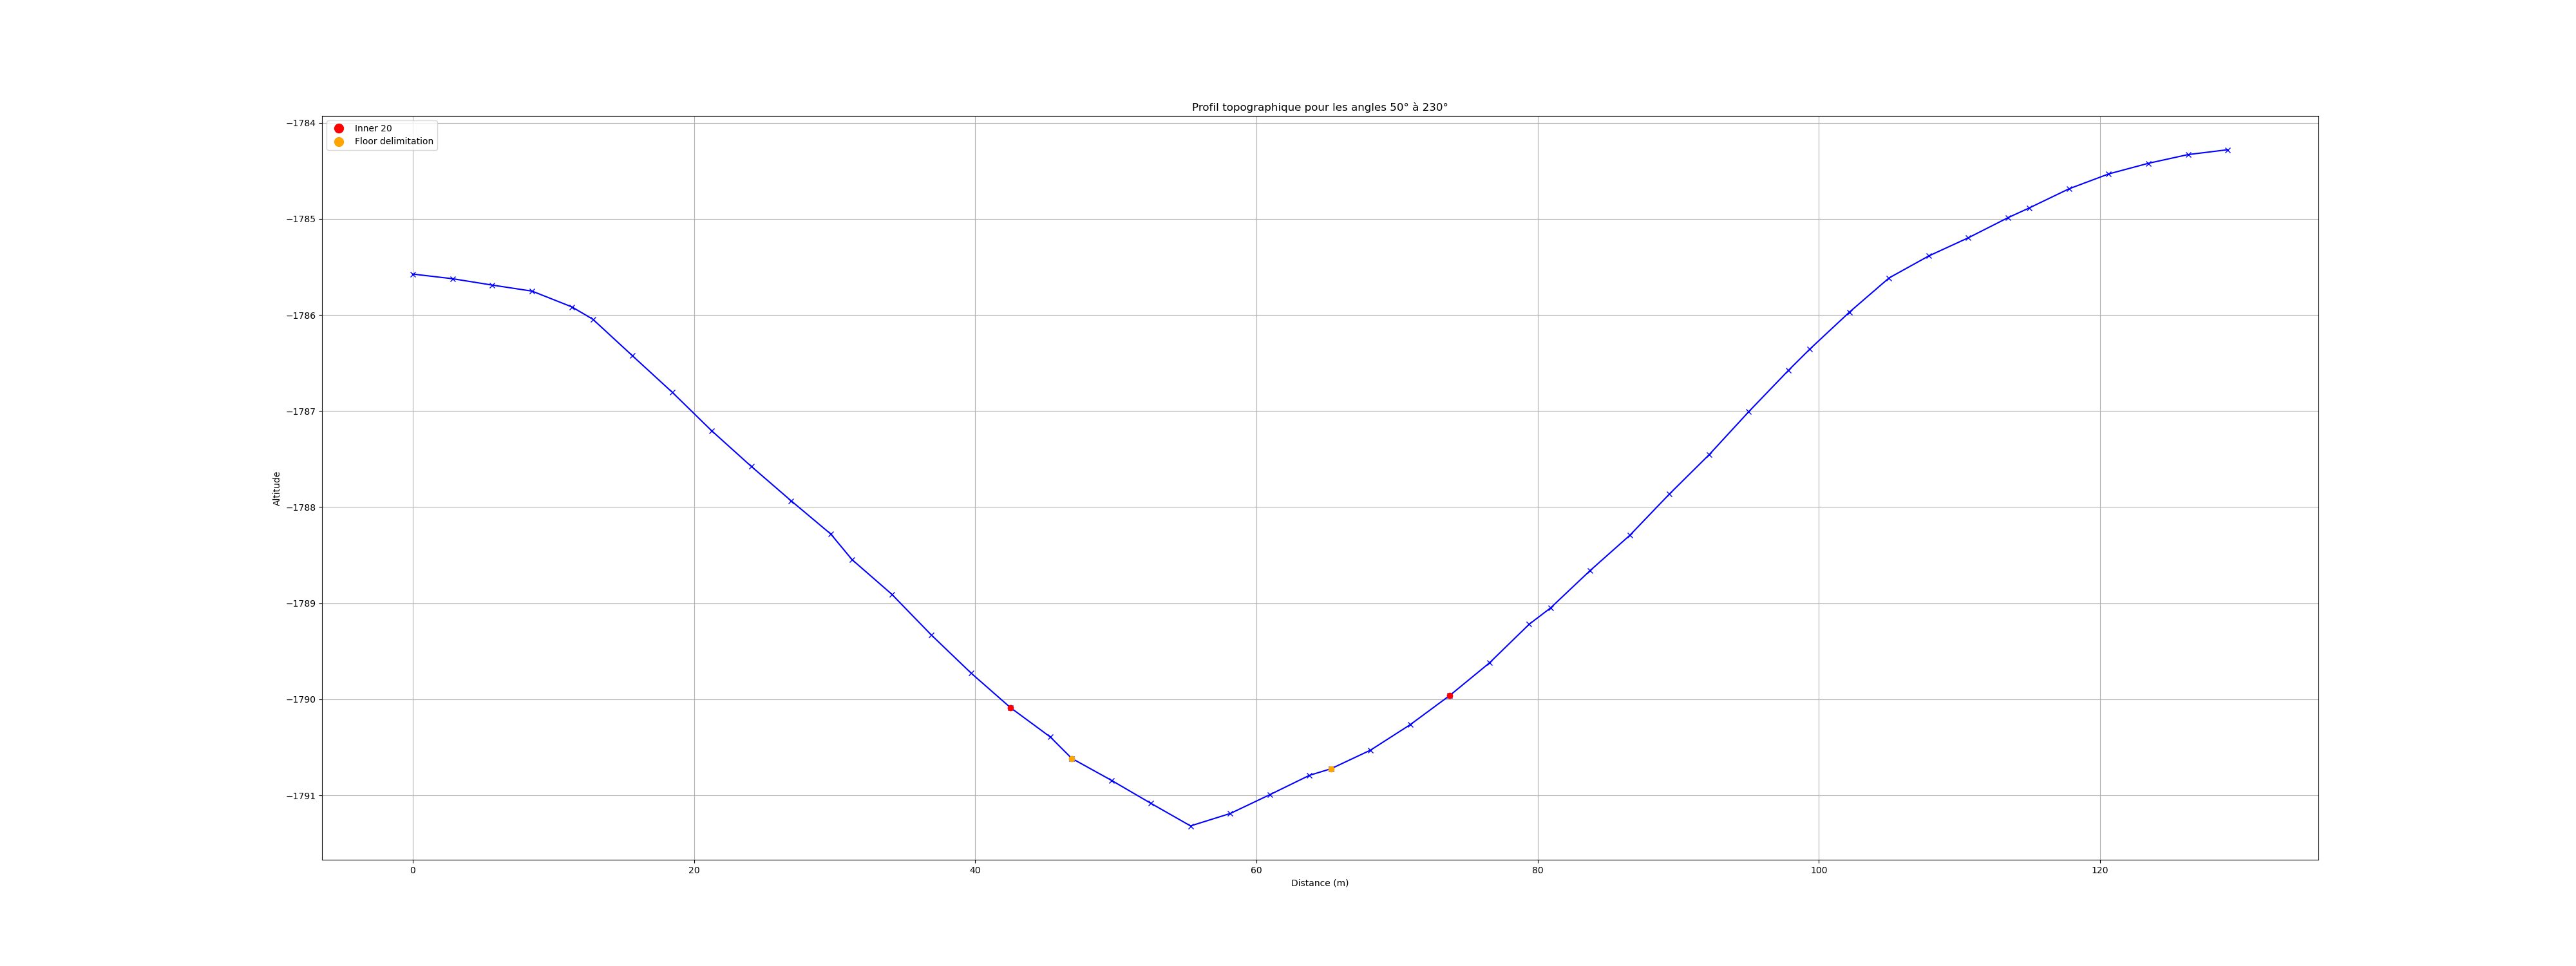 Profil topographique pour les angles 50° à 230°
Inner 20
Floor delimitation
−1784
−1785
−1786
−1787
−1788
−1789
−1790
−1791
Altitude
0 20 40 60 80 100 120
Distance (m)